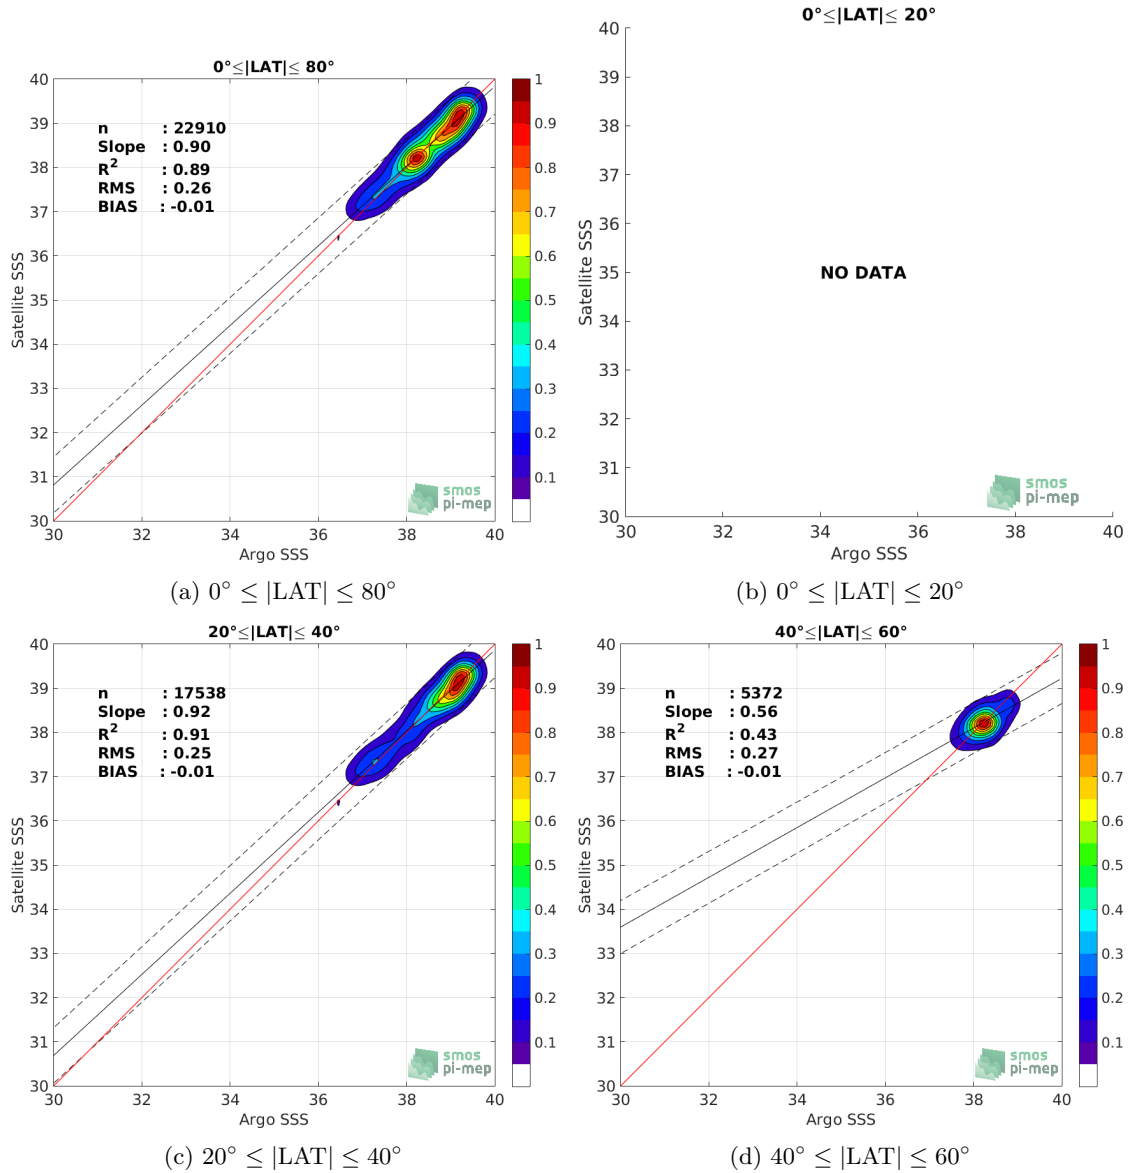 0°≤|LAT|≤ 80°
40
39
38
37
36
35
34
33
32
31
30
30
32
34
36
38
40
Satellite SSS
Argo SSS
n : 22910
Slope : 0.90
R2 : 0.89
RMS : 0.26
BIAS : -0.01
1
0.9
0.8
0.7
0.6
0.5
0.4
0.3
0.2
0.1
smos
pi-mep
(a) 0° ≤ |LAT| ≤ 80°
0°≤|LAT|≤ 20°
40
39
38
37
36
35
34
33
32
31
30
30
32
34
36
38
40
Satellite SSS
Argo SSS
NO DATA
smos
pi-mep
(b) 0° ≤ |LAT| ≤ 20°
20°≤|LAT|≤ 40°
40
39
38
37
36
35
34
33
32
31
30
30
32
34
36
38
40
Satellite SSS
Argo SSS
n : 17538
Slope : 0.92
R2 : 0.91
RMS : 0.25
BIAS : -0.01
1
0.9
0.8
0.7
0.6
0.5
0.4
0.3
0.2
0.1
smos
pi-mep
(c) 20° ≤ |LAT| ≤ 40°
40°≤|LAT|≤ 60°
40
39
38
37
36
35
34
33
32
31
30
30
32
34
36
38
40
Satellite SSS
Argo SSS
n : 5372
Slope : 0.56
R2 : 0.43
RMS : 0.27
BIAS : -0.01
1
0.9
0.8
0.7
0.6
0.5
0.4
0.3
0.2
0.1
smos
pi-mep
(d) 40° ≤ |LAT| ≤ 60°